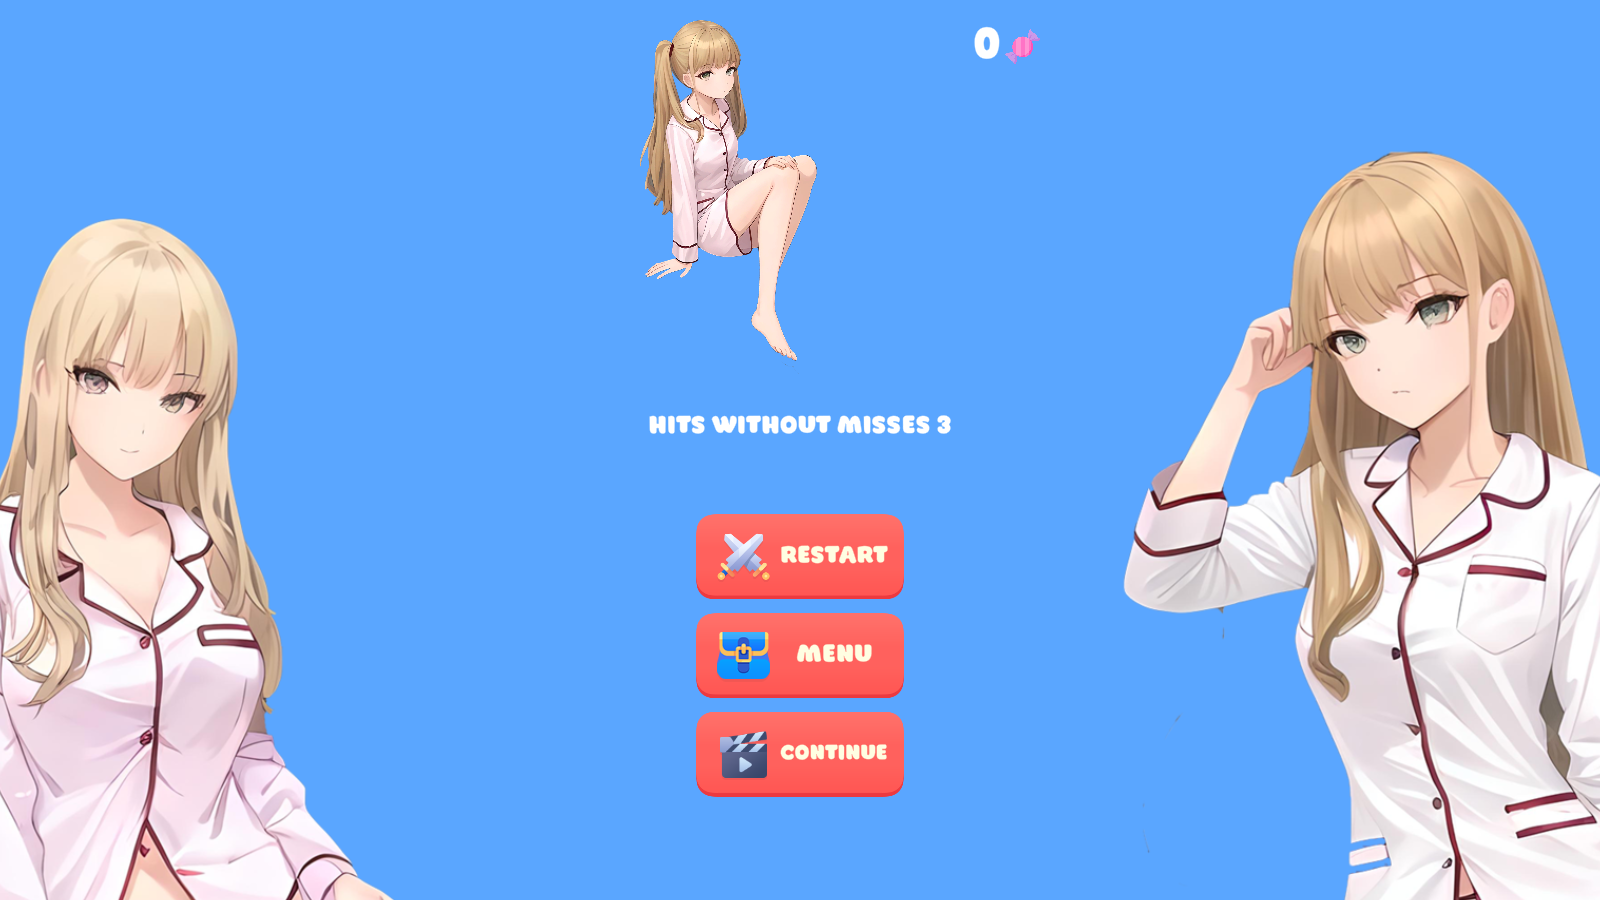 0
HITS WITHOUT MISSES 3
RESTART
MENU
CONTINUE